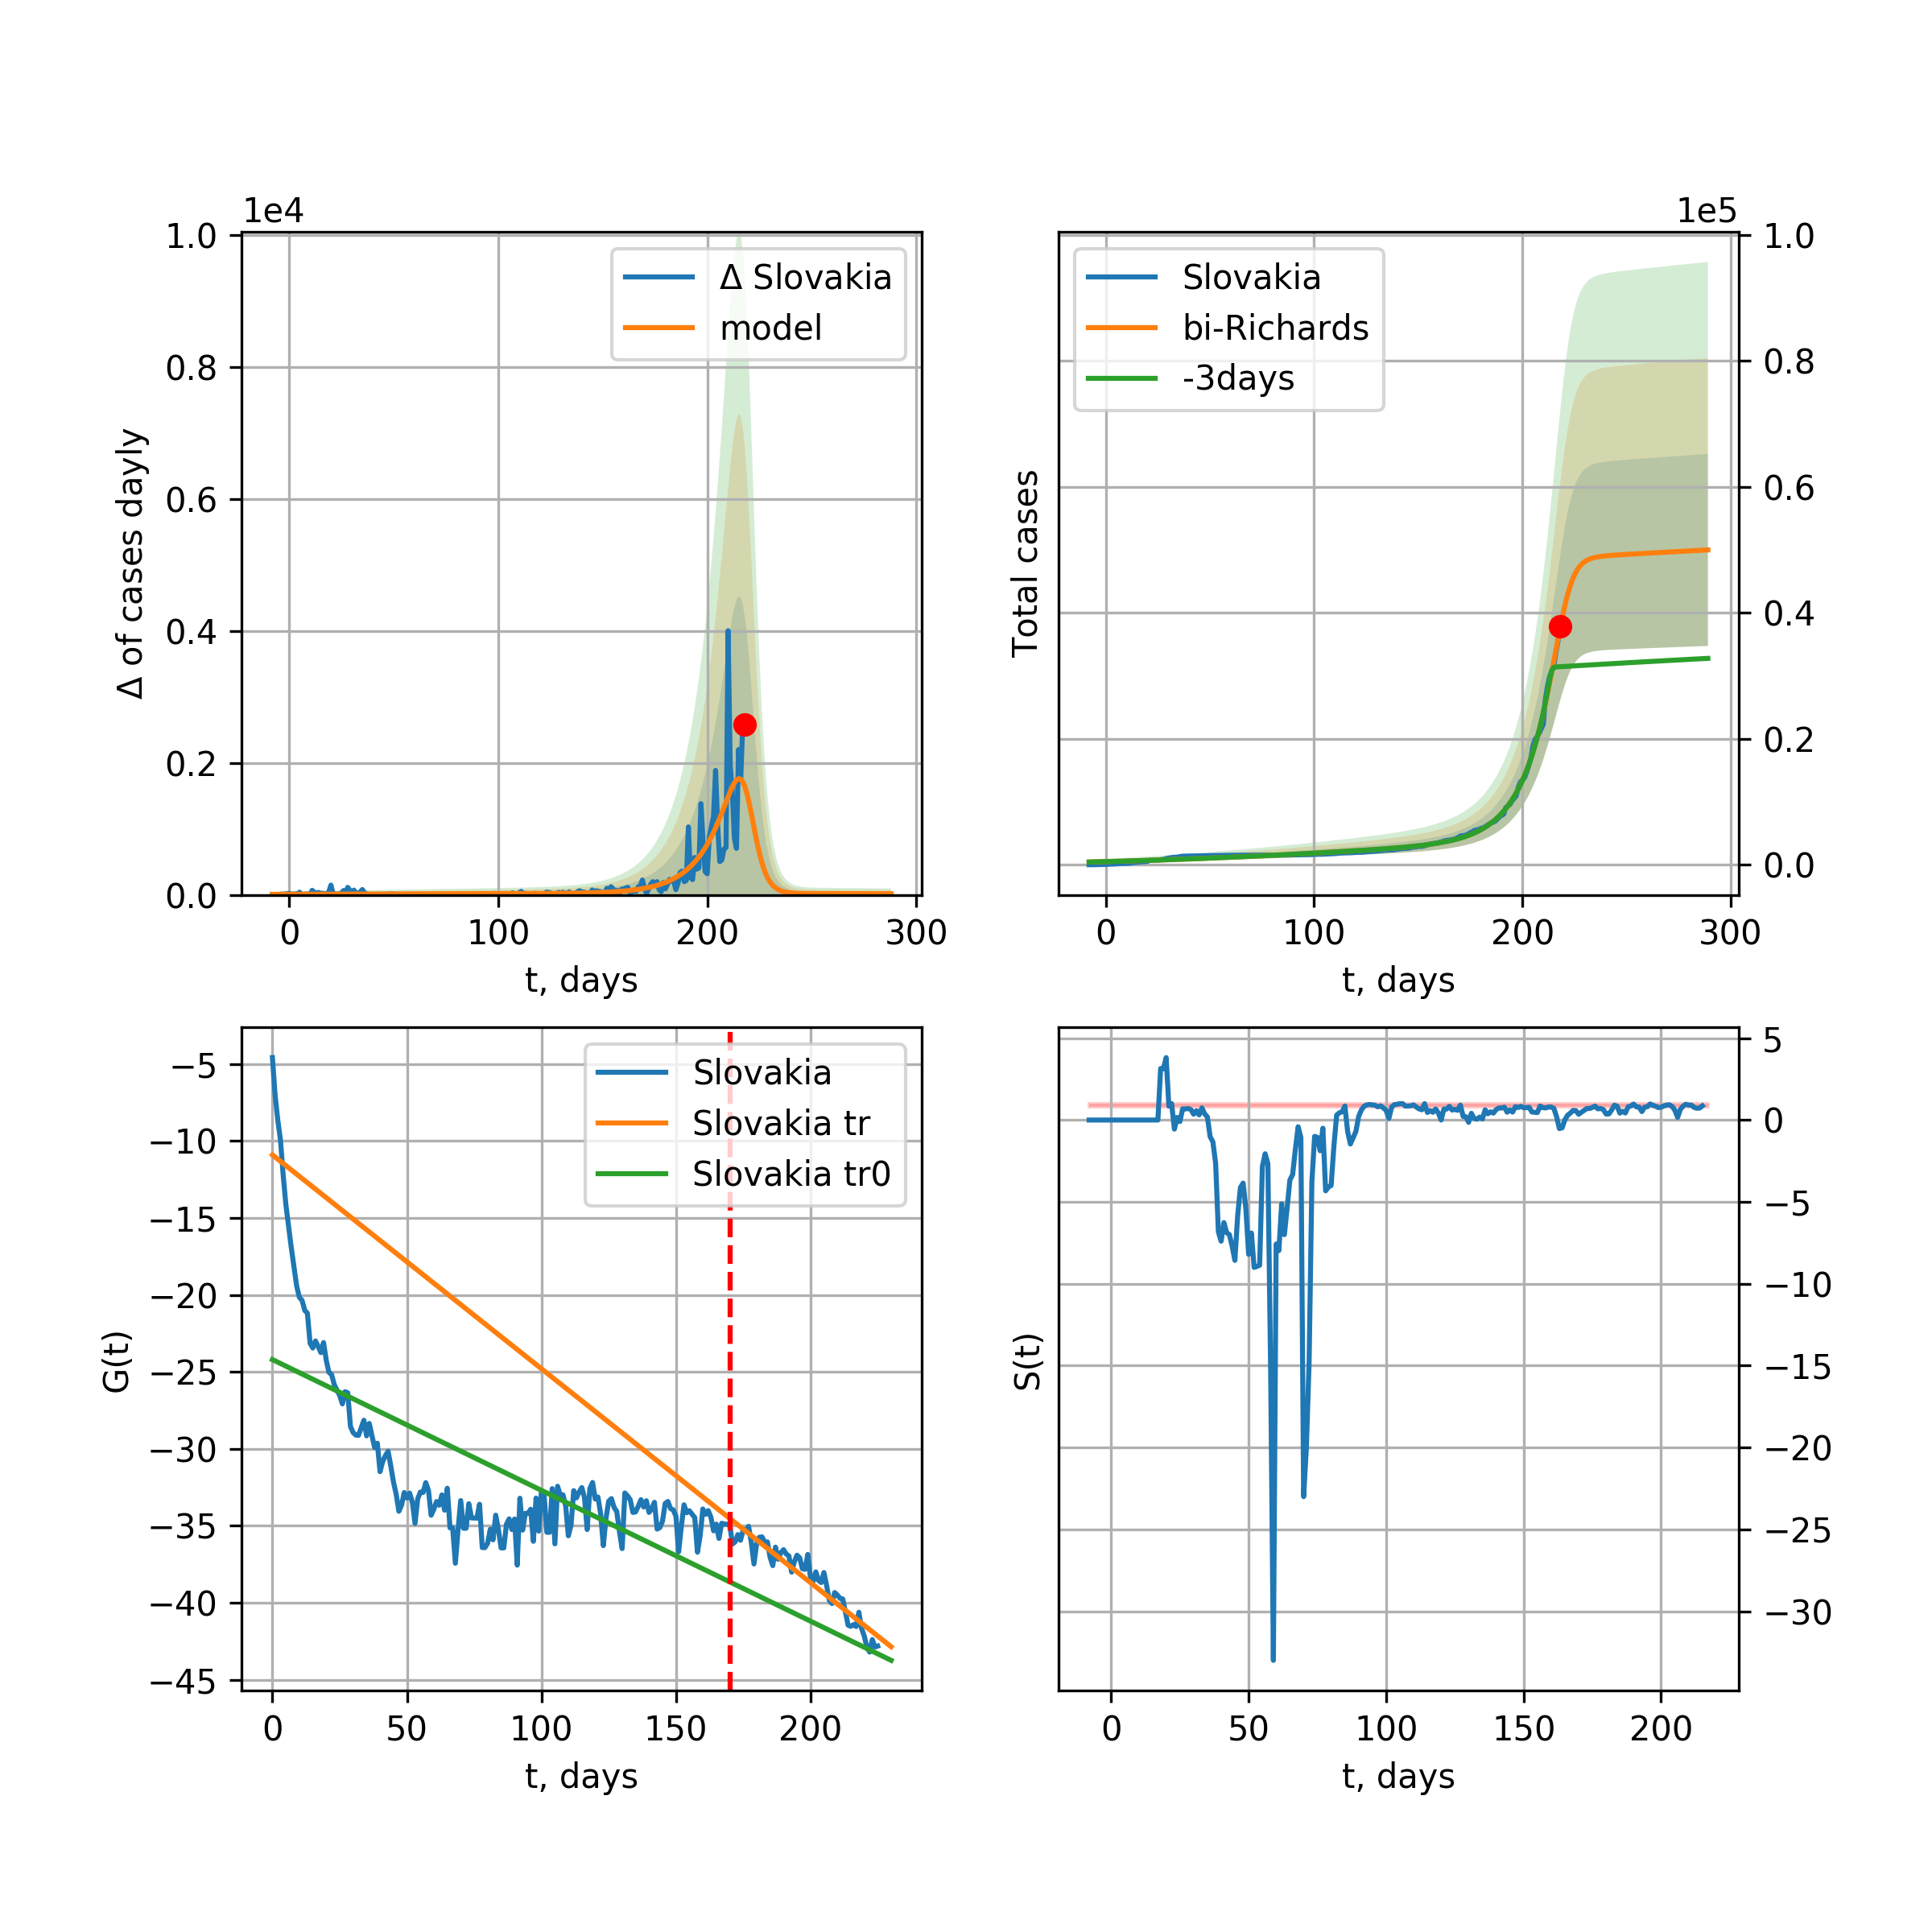 1e4
1.0
0.8
0.6
0.4
0.2
0.0
Δ of cases dayly
Δ Slovakia
model
0 100 200 300
t, days
1e5
Slovakia
bi-Richards
-3days
Total cases
1.0
0.8
0.6
0.4
0.2
0.0
0 100 200 300
t, days
−5
−10
−15
−20
−25
−30
−35
−40
−45
G(t)
Slovakia
Slovakia tr
Slovakia tr0
0 50 100 150 200
t, days
S(t)
5
0
−5
−10
−15
−20
−25
−30
0 50 100 150 200
t, days